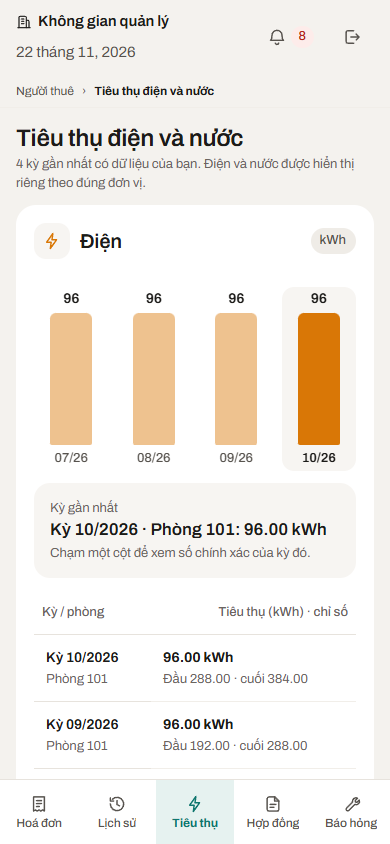 Không gian quản lý
8
22 tháng 11, 2026
Người thuê › Tiêu thụ điện và nước
Tiêu thụ điện và nước
4 kỳ gần nhất có dữ liệu của bạn. Điện và nước được hiển thị
riêng theo đúng đơn vị.
Điện
kWh
96 96 96 96
07/26 08/26 09/26 10/26
Kỳ gần nhất
Kỳ 10/2026 · Phòng 101: 96.00 kWh
Chạm một cột để xem số chính xác của kỳ đó.
Kỳ / phòng Tiêu thụ (kWh) · chỉ số
Kỳ 10/2026 96.00 kWh
Phòng 101 Đầu 288.00 · cuối 384.00
Kỳ 09/2026 96.00 kWh
Phòng 101 Đầu 192.00 · cuối 288.00
Hoá đơn Lịch sử Tiêu thụ Hợp đồng Báo hỏng